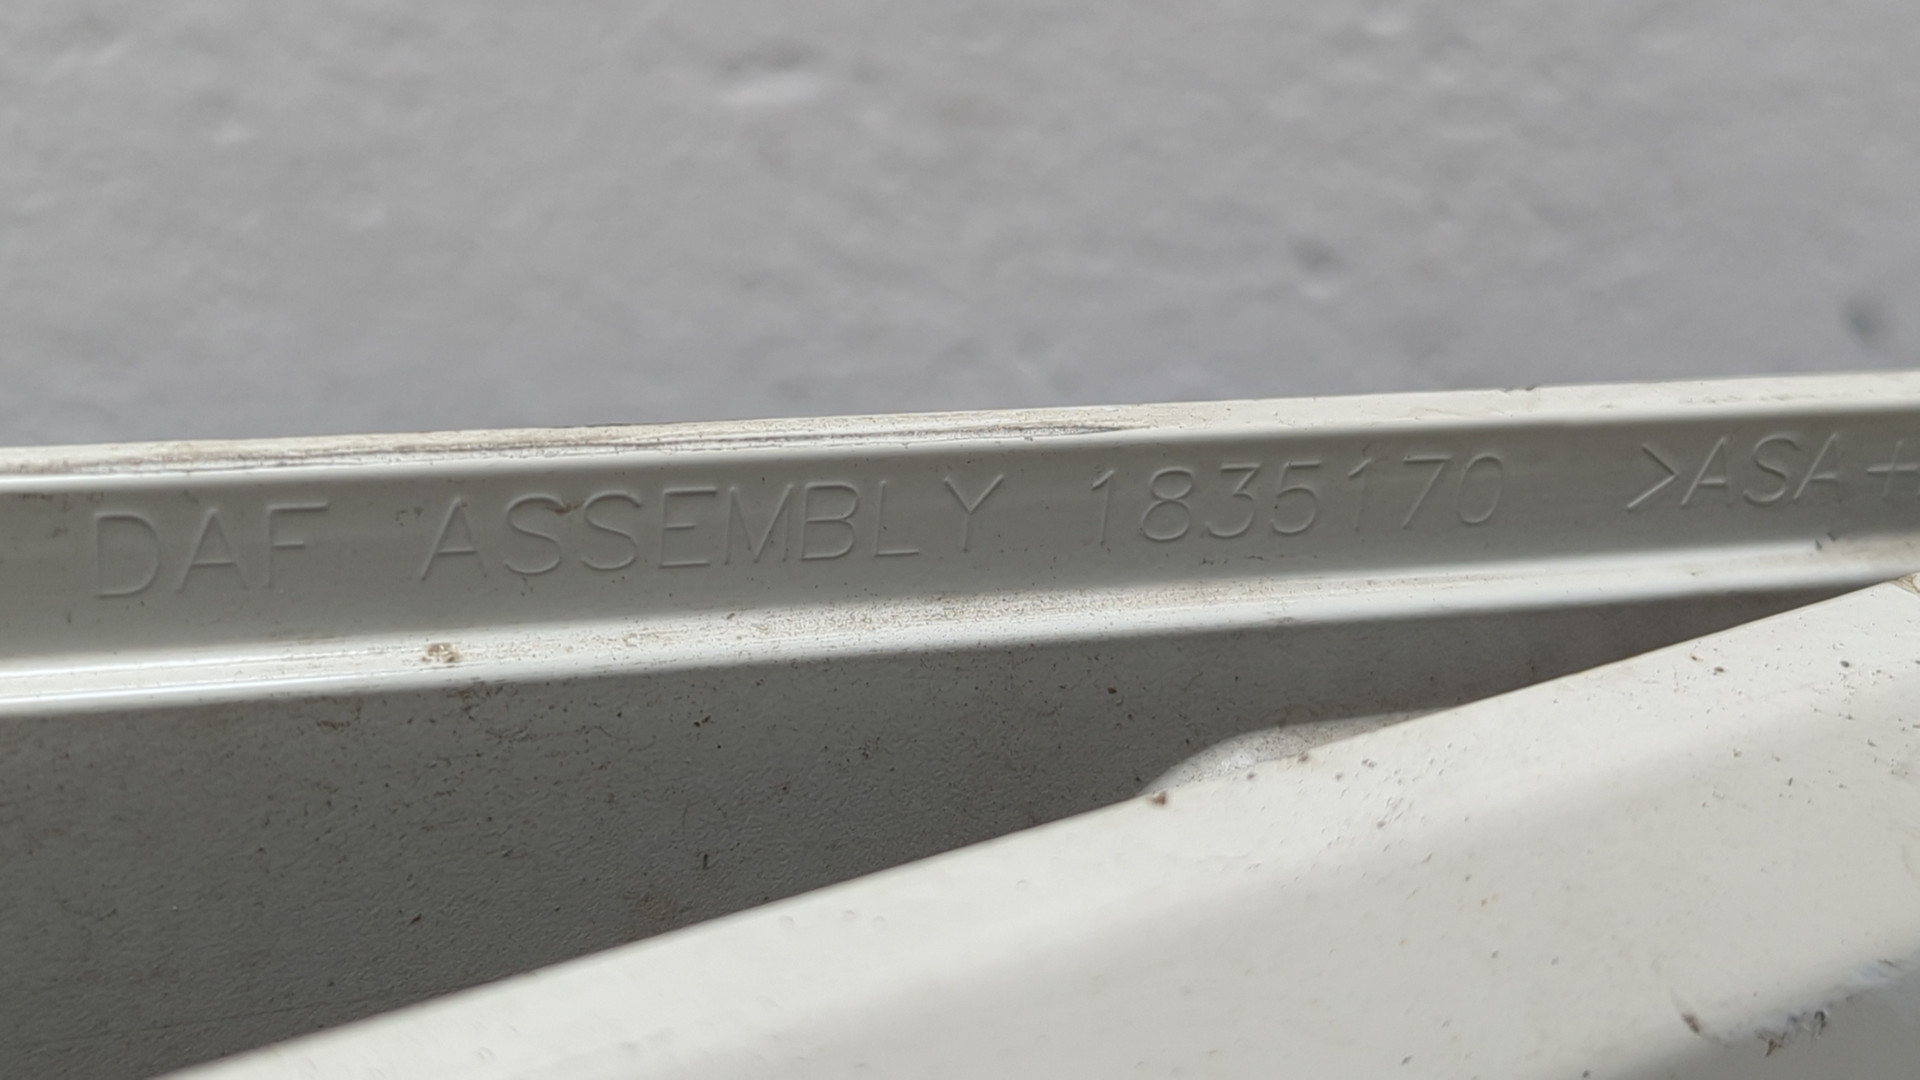 DAF ASSEMBLY 1835170 >ASA+